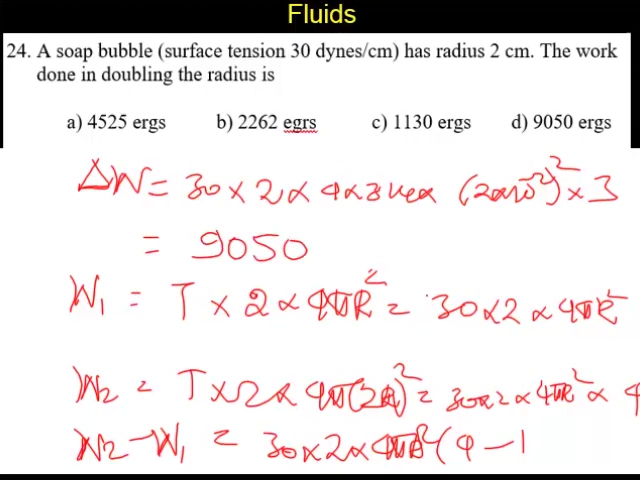 Fluids
24. A soap bubble (surface tension 30 dynes/cm) has radius 2 cm. The work
done in doubling the radius is
a) 4525 ergs b) 2262 egrs c) 1130 ergs d) 9050 ergs
ΔW = 30 × 2 × 4 × 3.14 × (2×10⁻²)² × 3
= 9050
W₁ = T × 2 × 4πR² = 30 × 2 × 4πR²
W₂ = T × 2 × 4π(2R)² = 30 × 2 × 4πR² × 4
W₂ - W₁ = 30 × 2 × 4πR² (4 - 1